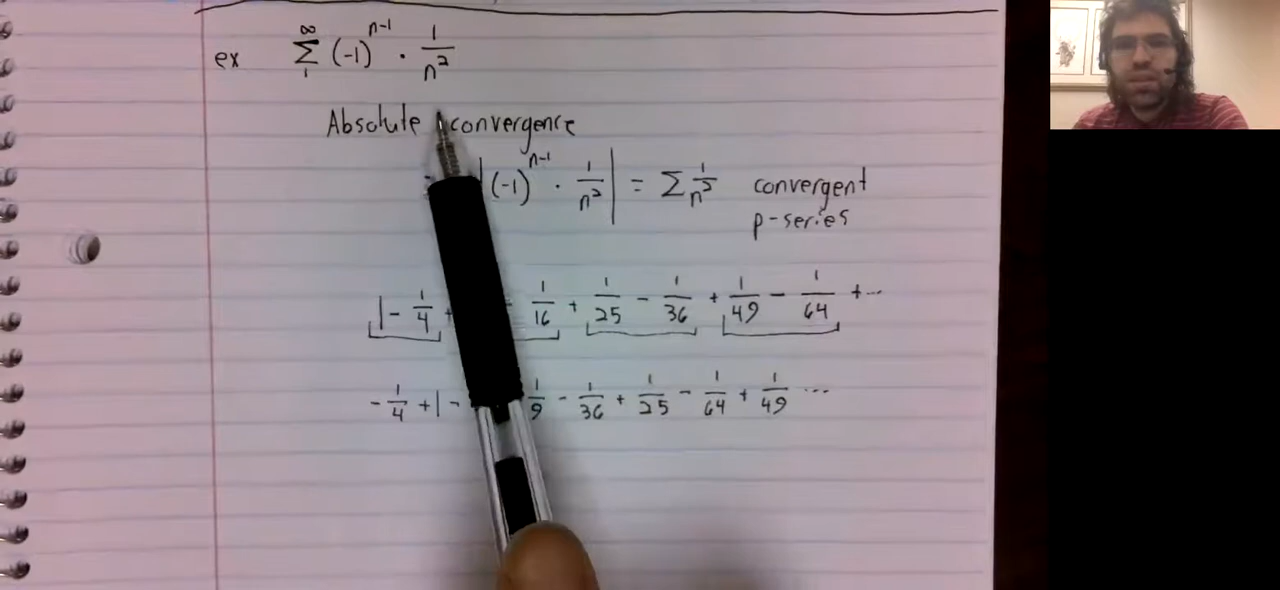 ex ∞ Σ 1 (-1)^{n-1} · 1/n²
Absolute convergence
|(-1)^{n-1} · 1/n²| = Σ 1/n² convergent
p-series
1 - 1/4 + - 1/16 + 1/25 - 1/36 + 1/49 - 1/64 + ...
- 1/4 + 1 - 1/9 - 1/36 + 1/25 - 1/64 + 1/49 ...